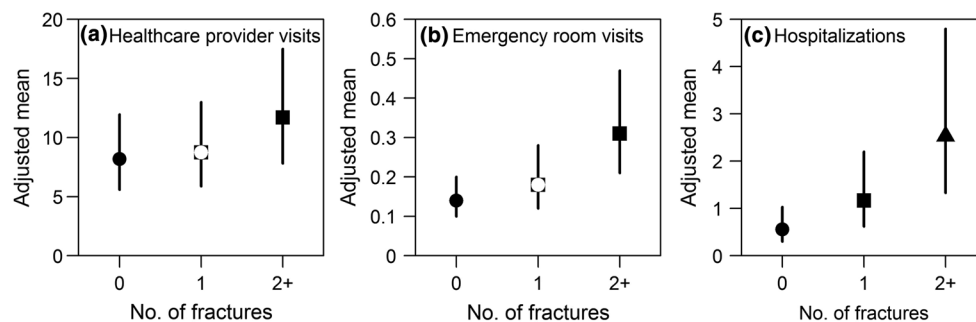 (a) Healthcare provider visits
Adjusted mean
20
15
10
5
0
0 1 2+
No. of fractures
(b) Emergency room visits
Adjusted mean
0.6
0.5
0.4
0.3
0.2
0.1
0
0 1 2+
No. of fractures
(c) Hospitalizations
Adjusted mean
5
4
3
2
1
0
0 1 2+
No. of fractures